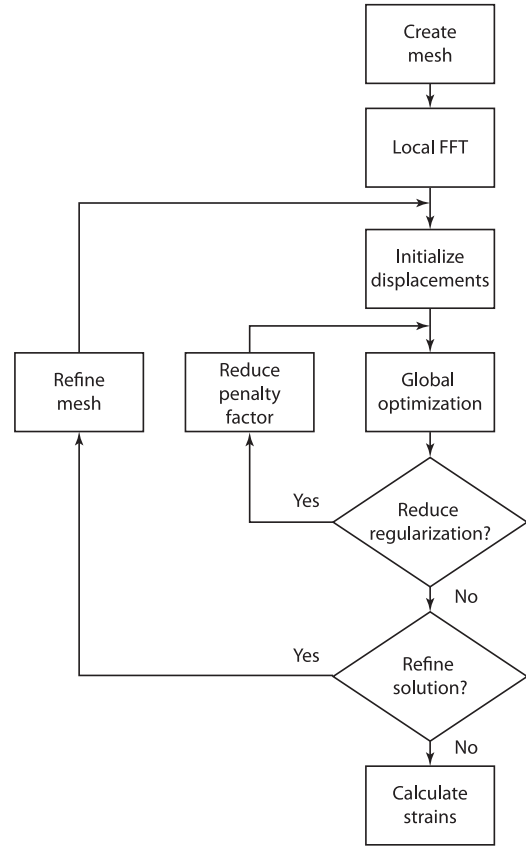 Create
mesh
Local FFT
Initialize
displacements
Refine
mesh
Reduce
penalty
factor
Global
optimization
Yes
Reduce
regularization?
No
Yes
Refine
solution?
No
Calculate
strains